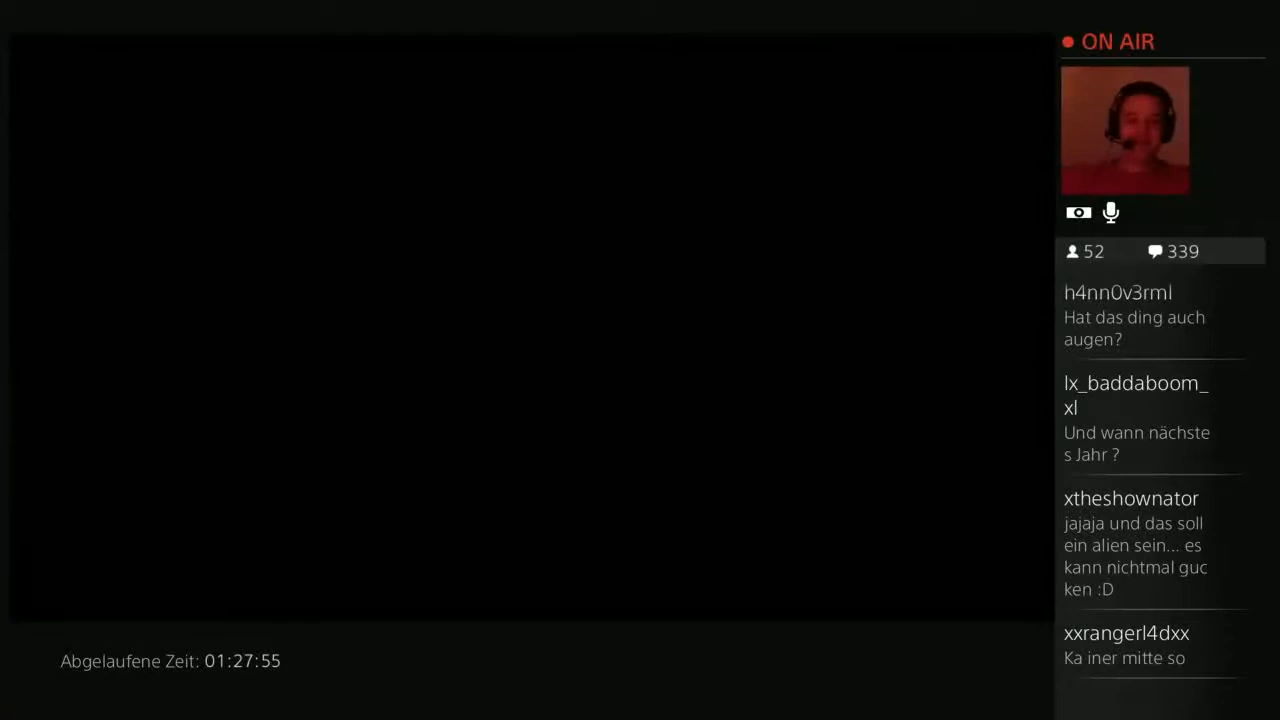 ON AIR
52 339
h4nn0v3rml
Hat das ding auch
augen?
lx_baddaboom_
xl
Und wann nächste
s Jahr ?
xtheshownator
jajaja und das soll
ein alien sein... es
kann nichtmal guc
ken :D
xxrangerl4dxx
Ka iner mitte so
Abgelaufene Zeit: 01:27:55